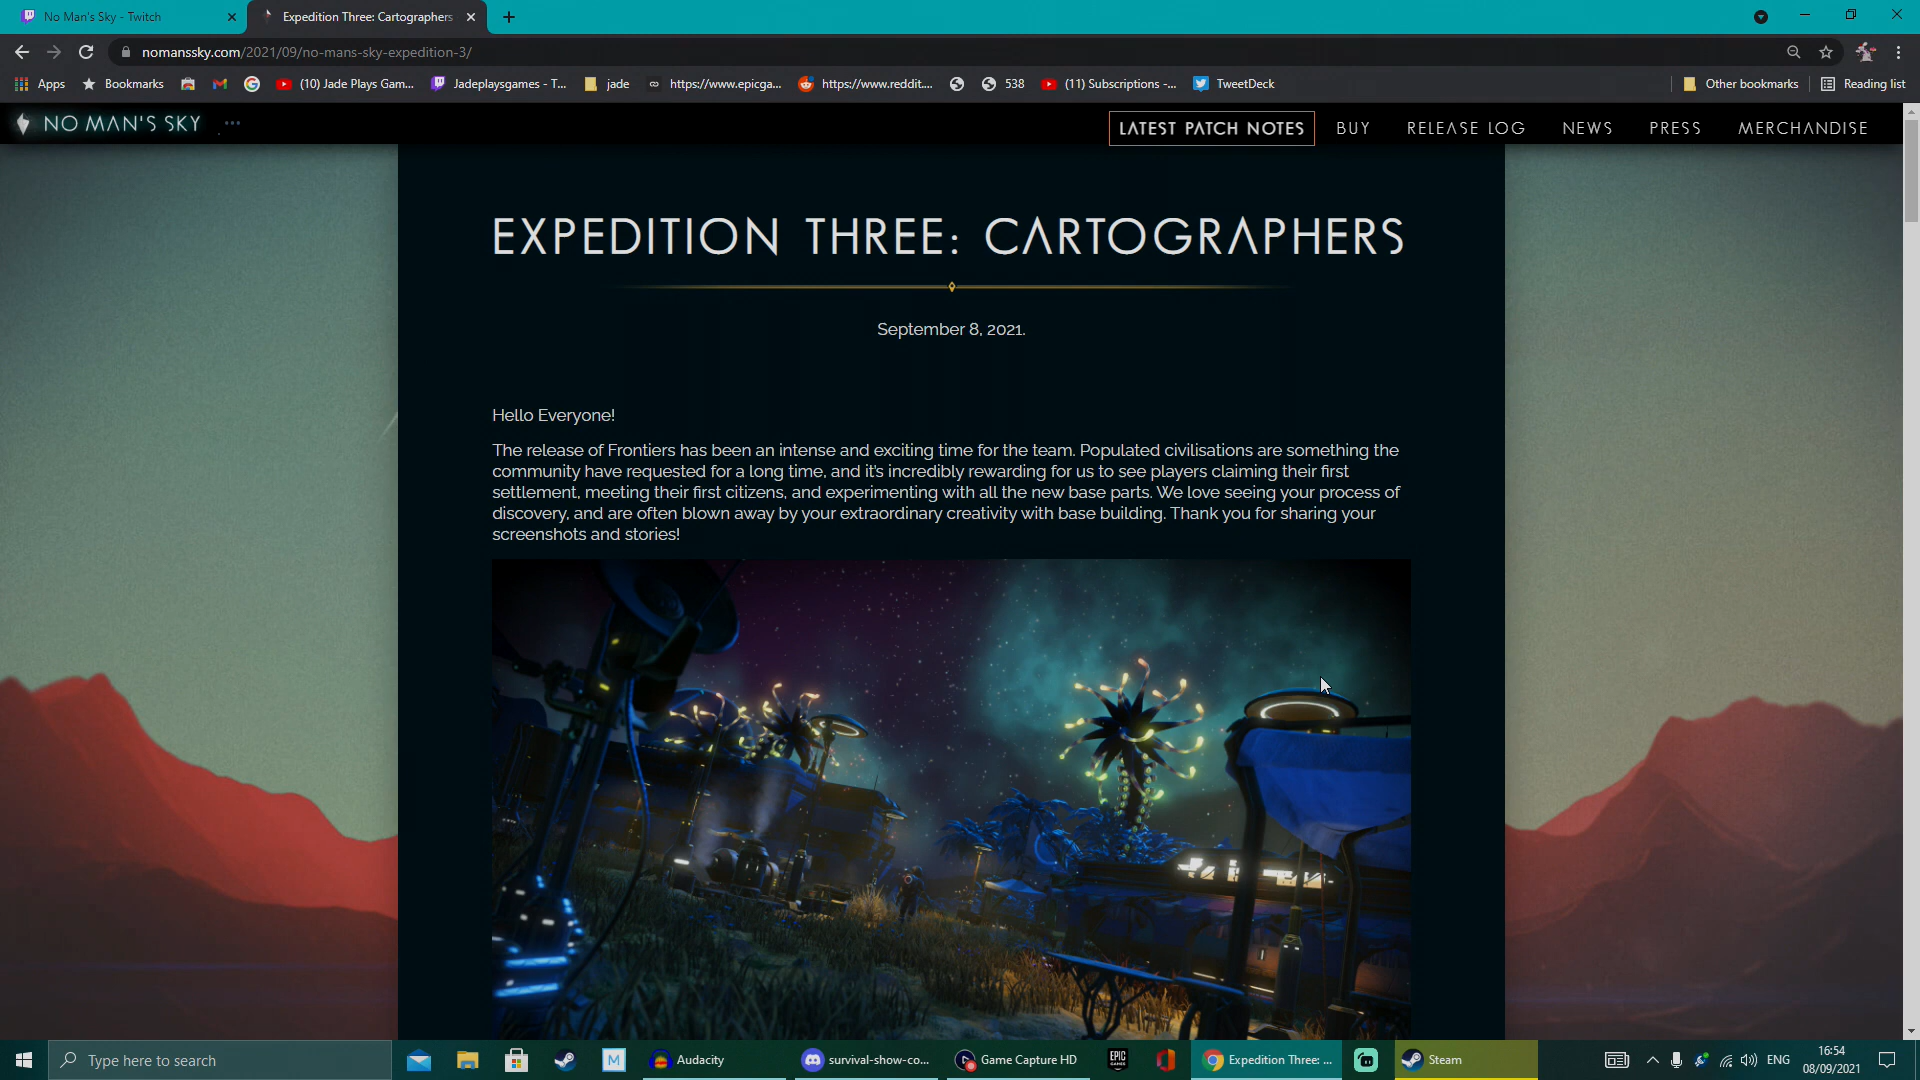 No Man's Sky - Twitch
Expedition Three: Cartographers
nomanssky.com/2021/09/no-mans-sky-expedition-3/
Apps
Bookmarks
(10) Jade Plays Gam...
Jadeplaysgames - T...
jade
https://www.epicga...
https://www.reddit....
538
(11) Subscriptions -...
TweetDeck
Other bookmarks
Reading list
NO MAN'S SKY
LATEST PATCH NOTES
BUY
RELEASE LOG
NEWS
PRESS
MERCHANDISE
EXPEDITION THREE: CARTOGRAPHERS
September 8, 2021.
Hello Everyone!
The release of Frontiers has been an intense and exciting time for the team. Populated civilisations are something the
community have requested for a long time, and it's incredibly rewarding for us to see players claiming their first
settlement, meeting their first citizens, and experimenting with all the new base parts. We love seeing your process of
discovery, and are often blown away by your extraordinary creativity with base building. Thank you for sharing your
screenshots and stories!
Type here to search
M
Audacity
survival-show-co...
Game Capture HD
EPIC
GAMES
Expedition Three: ...
Steam
ENG
16:54
08/09/2021